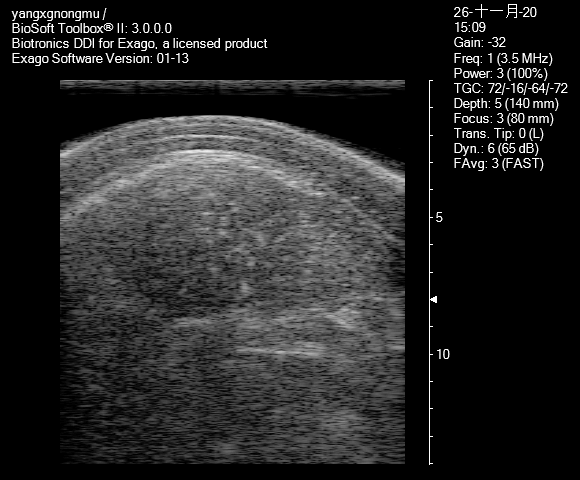 yangxgnongmu /
BioSoft Toolbox® II: 3.0.0.0
Biotronics DDI for Exago, a licensed product
Exago Software Version: 01-13
26-十一月-20
15:09
Gain: -32
Freq: 1 (3.5 MHz)
Power: 3 (100%)
TGC: 72/-16/-64/-72
Depth: 5 (140 mm)
Focus: 3 (80 mm)
Trans. Tip: 0 (L)
Dyn.: 6 (65 dB)
FAvg: 3 (FAST)
5
10